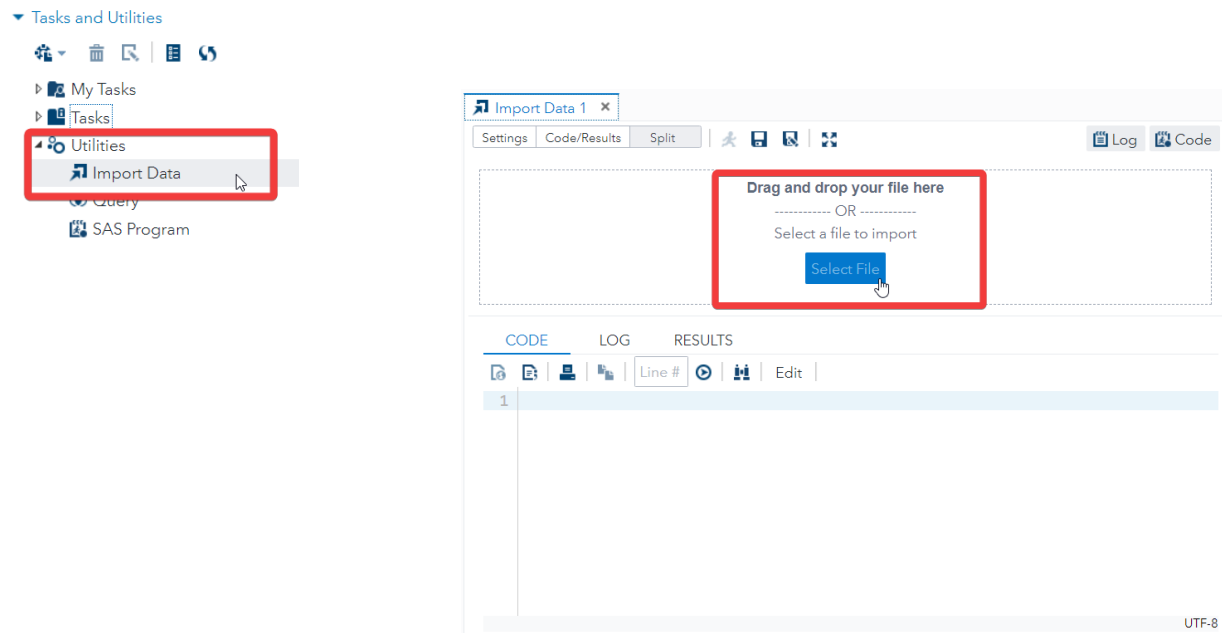 Tasks and Utilities
My Tasks
Tasks
Utilities
Import Data
Query
SAS Program
Import Data 1
Settings Code/Results Split
Log Code
Drag and drop your file here
------------ OR ------------
Select a file to import
Select File
CODE LOG RESULTS
Line # Edit
1
UTF-8